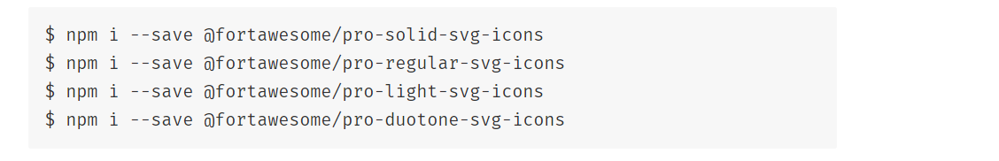 $ npm i --save @fortawesome/pro-solid-svg-icons
$ npm i --save @fortawesome/pro-regular-svg-icons
$ npm i --save @fortawesome/pro-light-svg-icons
$ npm i --save @fortawesome/pro-duotone-svg-icons